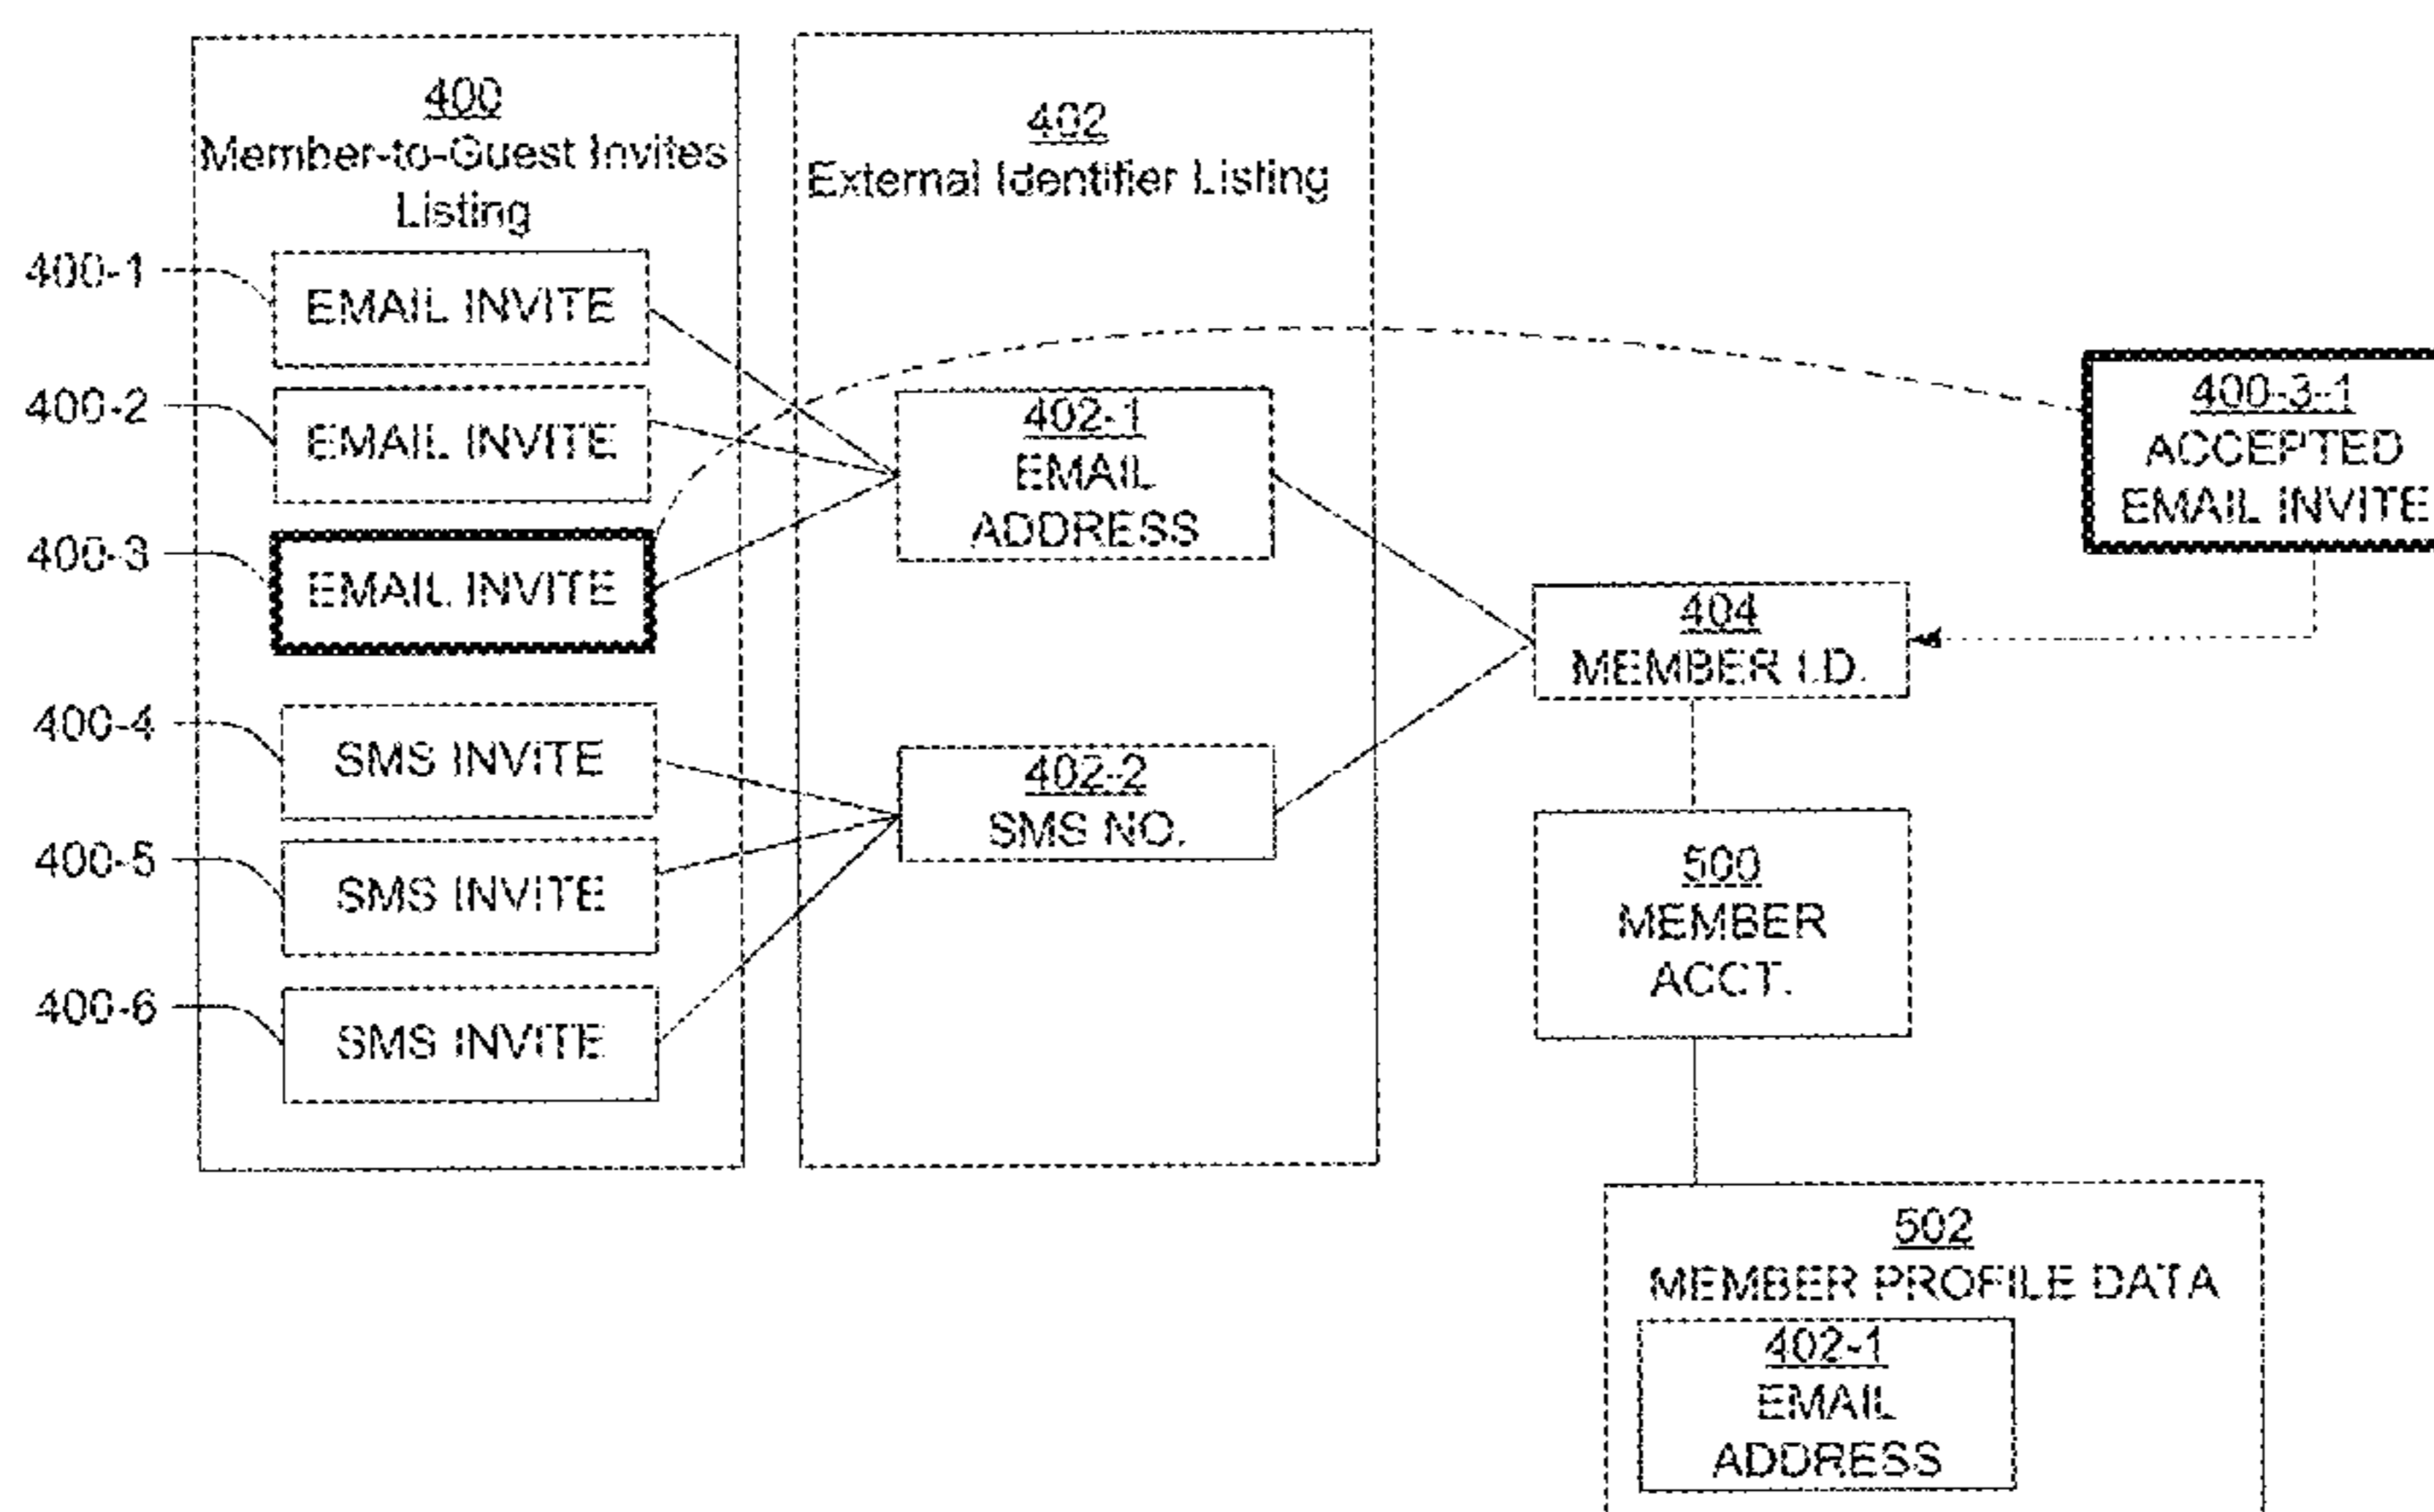 400
Member-to-Guest Invites
Listing
400-1
EMAIL INVITE
400-2
EMAIL INVITE
400-3
EMAIL INVITE
400-4
SMS INVITE
400-5
SMS INVITE
400-6
SMS INVITE
402
External Identifier Listing
402-1
EMAIL
ADDRESS
402-2
SMS NO.
400-3-1
ACCEPTED
EMAIL INVITE
404
MEMBER I.D.
500
MEMBER
ACCT.
502
MEMBER PROFILE DATA
402-1
EMAIL
ADDRESS